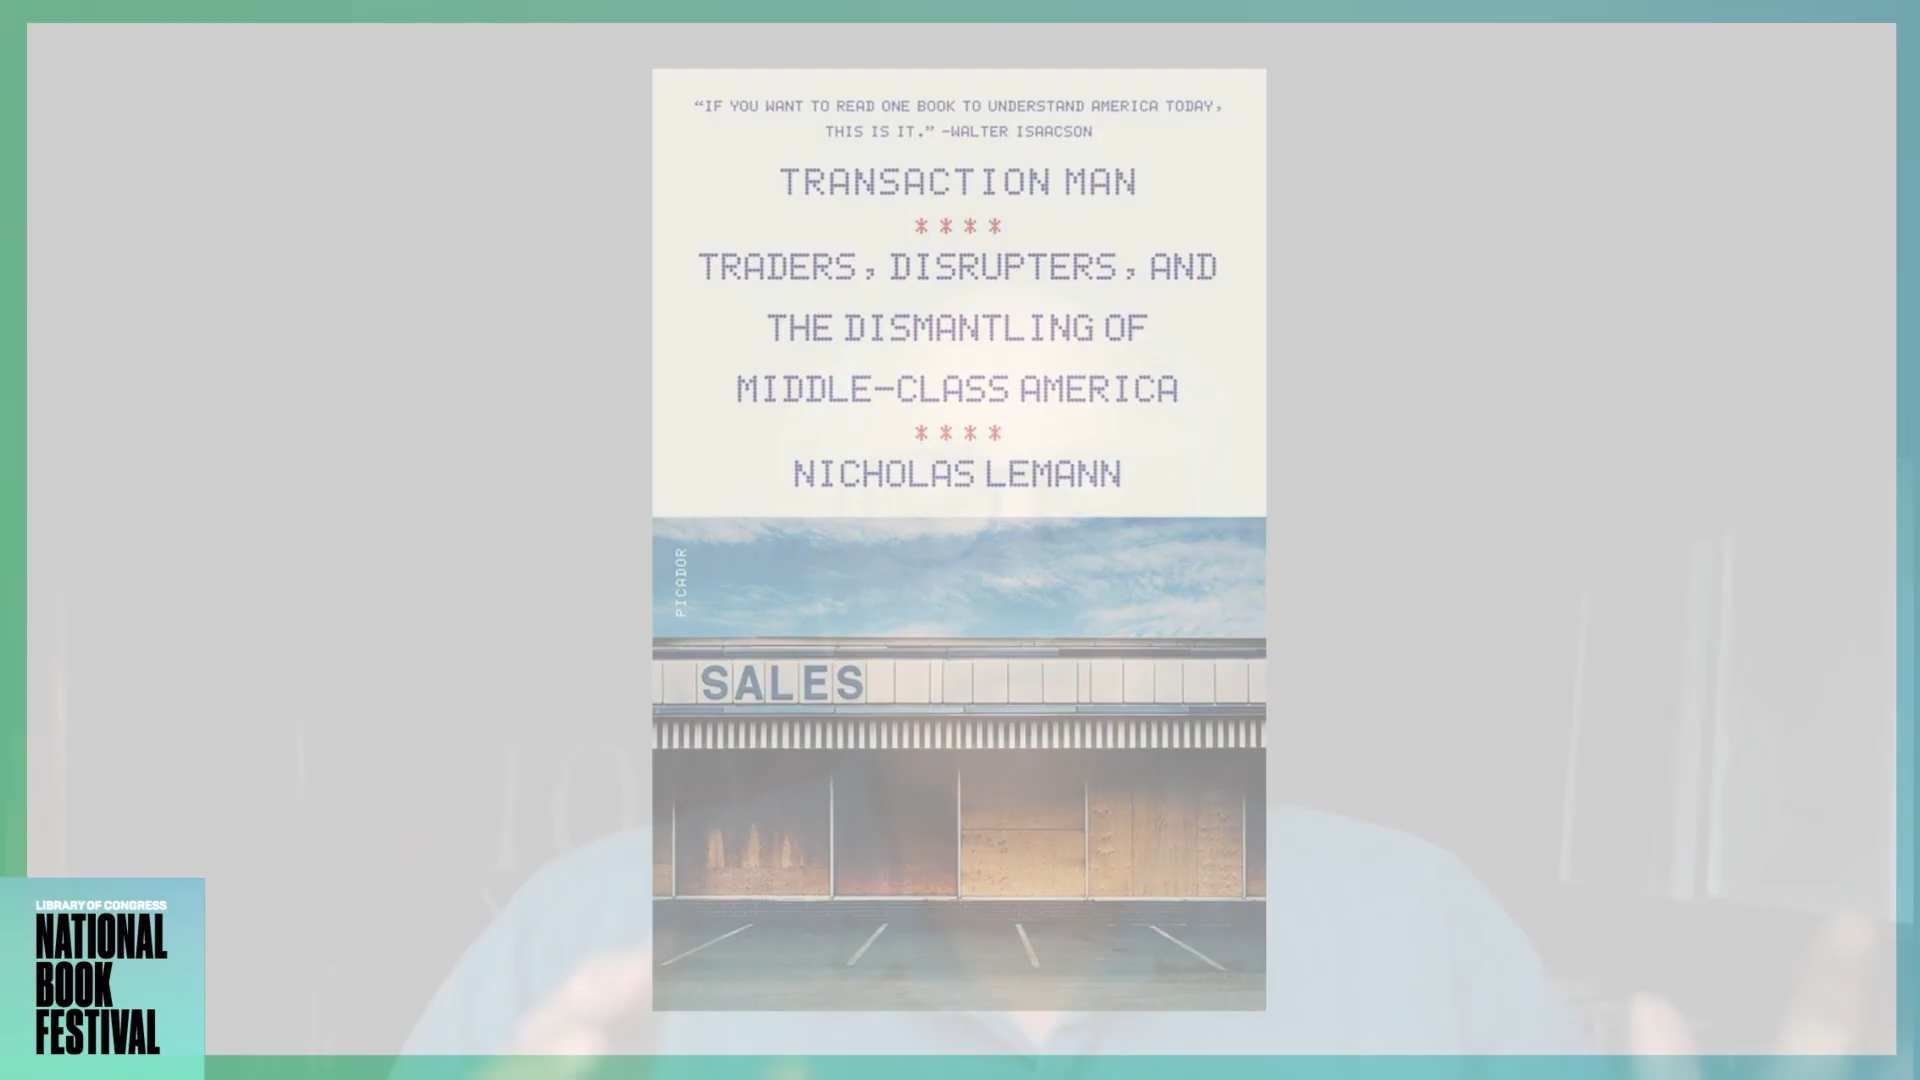 “IF YOU WANT TO READ ONE BOOK TO UNDERSTAND AMERICA TODAY,
THIS IS IT.” –WALTER ISAACSON
TRANSACTION MAN
****
TRADERS, DISRUPTERS, AND
THE DISMANTLING OF
MIDDLE–CLASS AMERICA
****
NICHOLAS LEMANN
PICADOR
SALES
LIBRARY OF CONGRESS
NATIONAL
BOOK
FESTIVAL